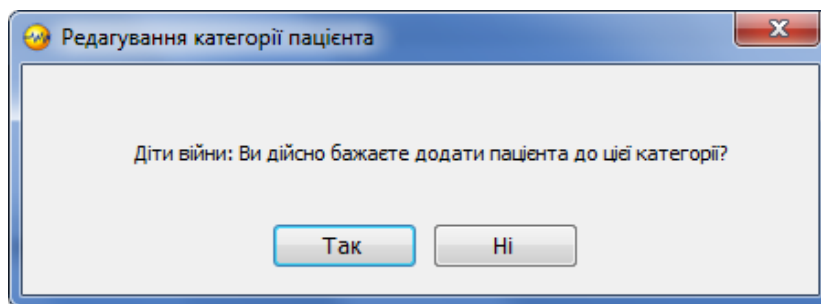 Редагування категорії пацієнта
Діти війни: Ви дійсно бажаєте додати пацієнта до цієї категорії?
Так
Ні